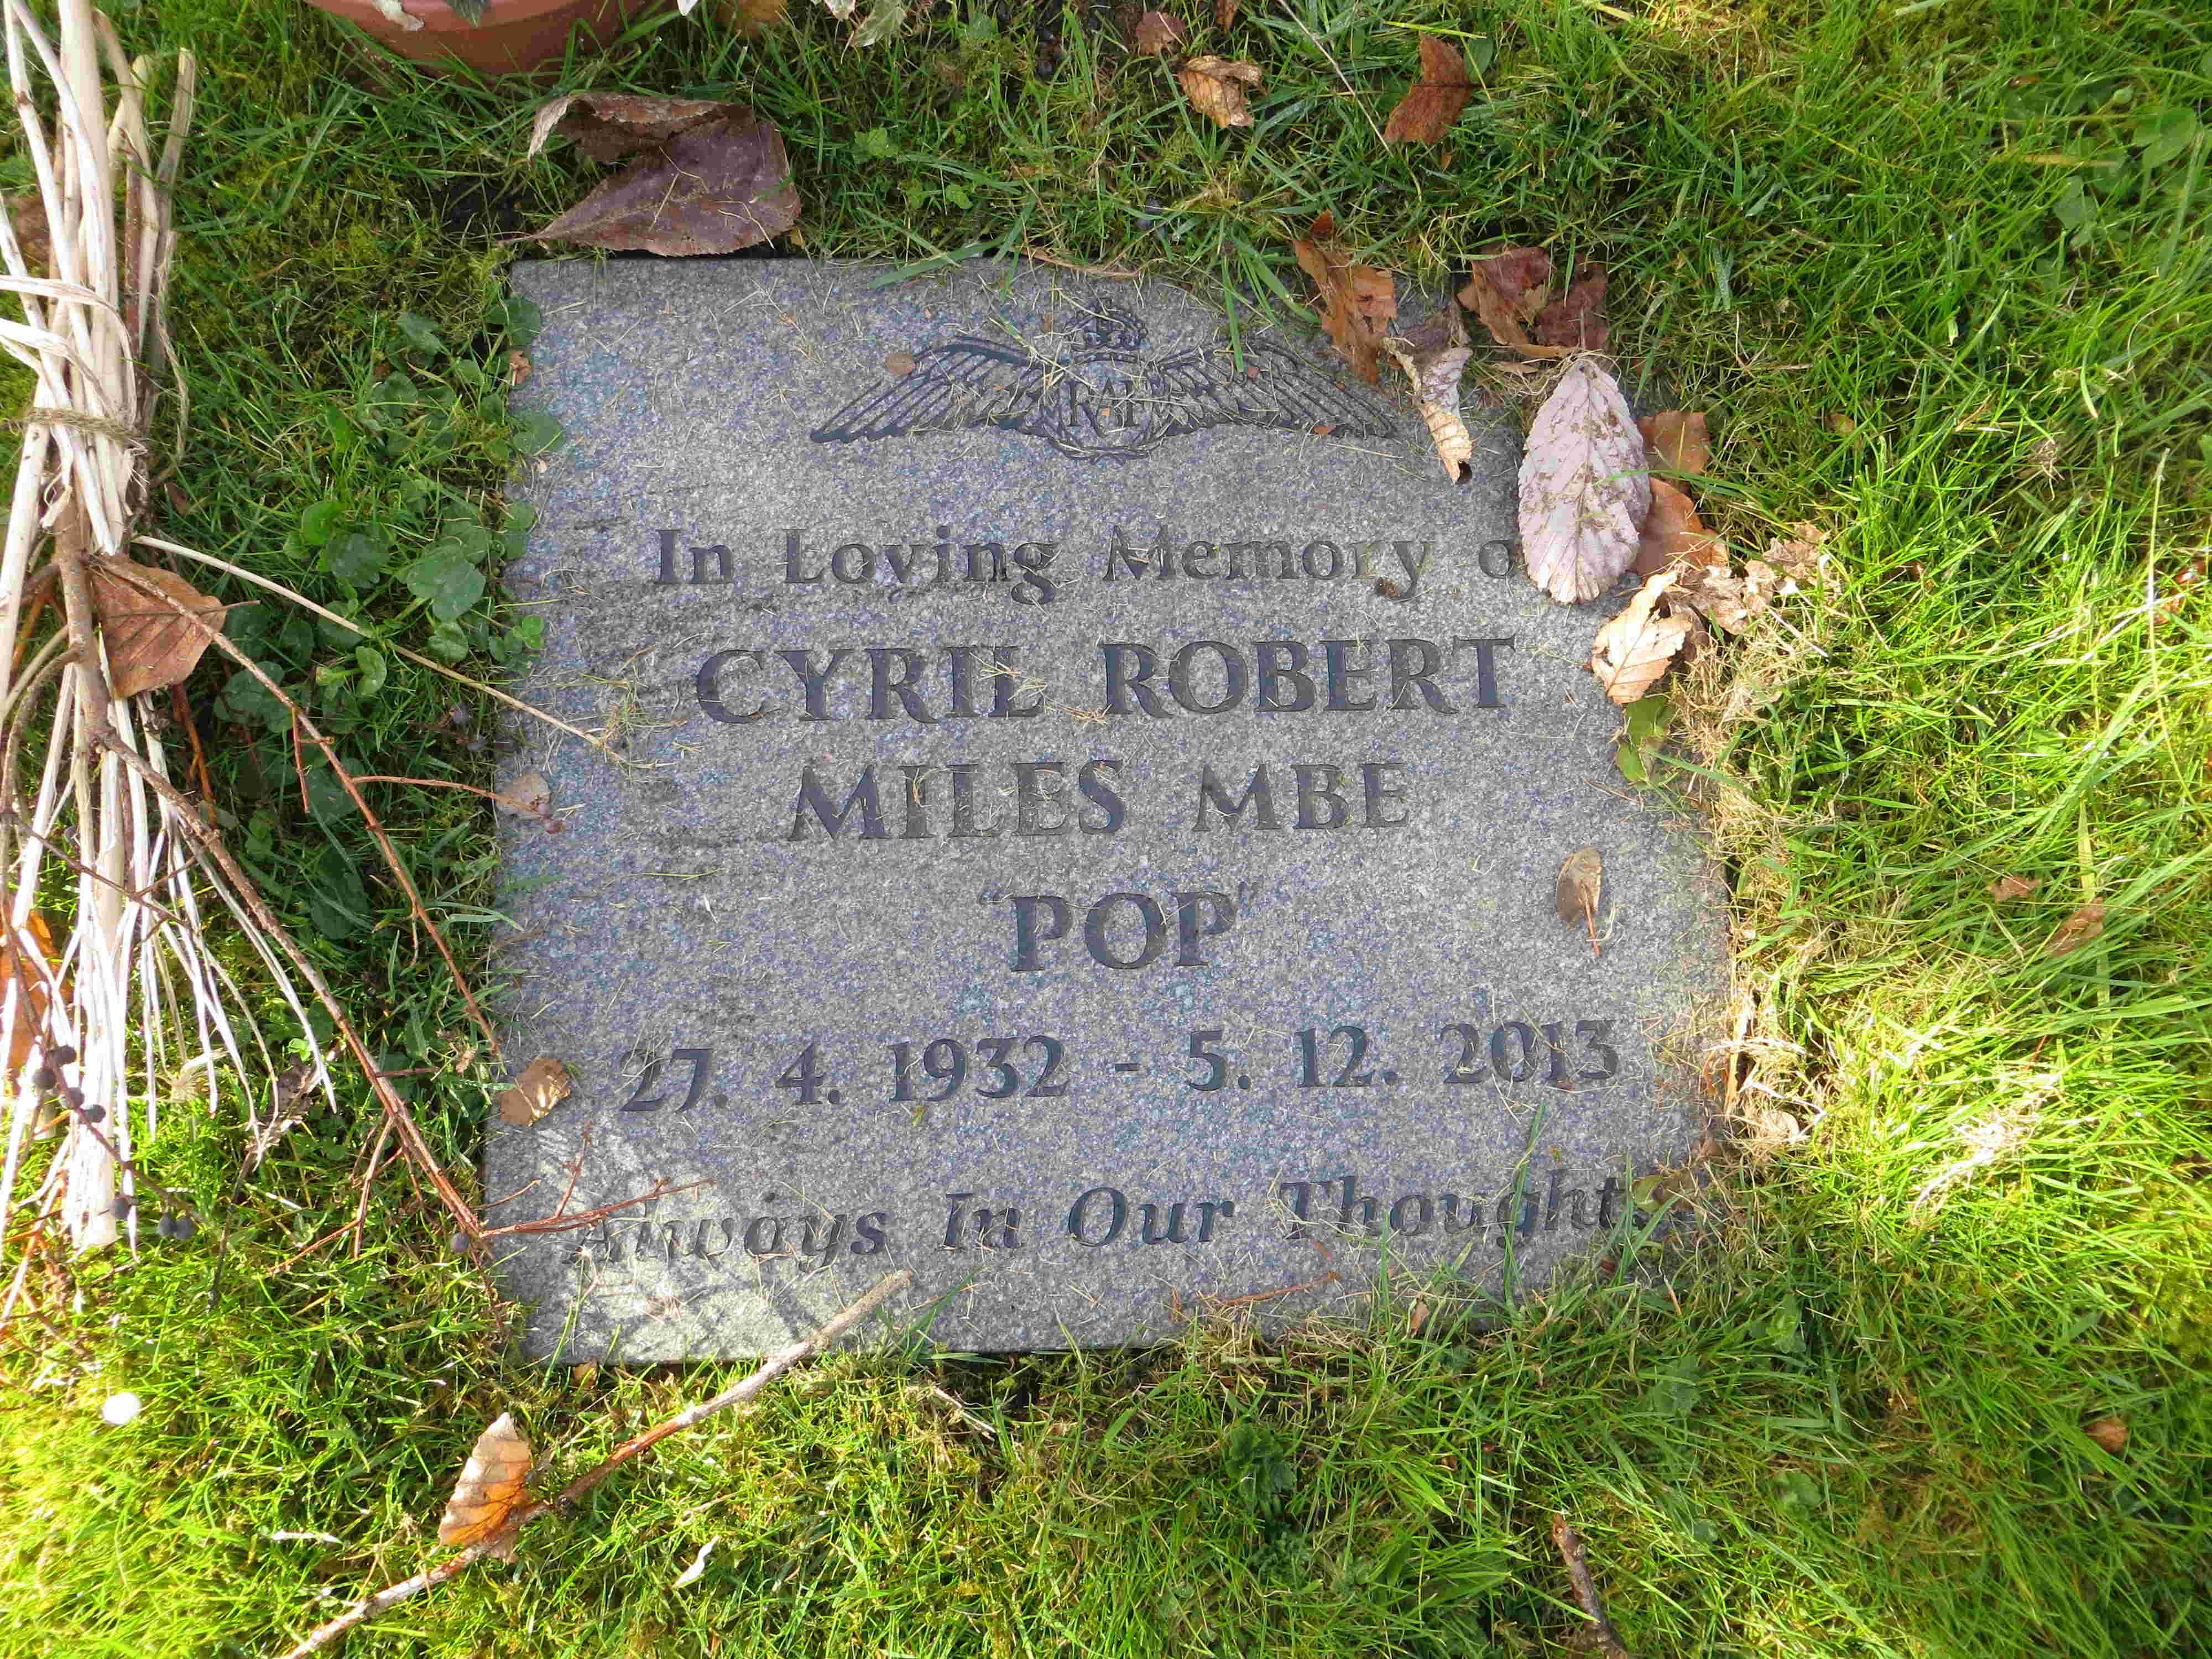 RAF
In Loving Memory of
CYRIL ROBERT
MILES MBE
"POP"
27. 4. 1932 - 5. 12. 2013
Always In Our Thoughts